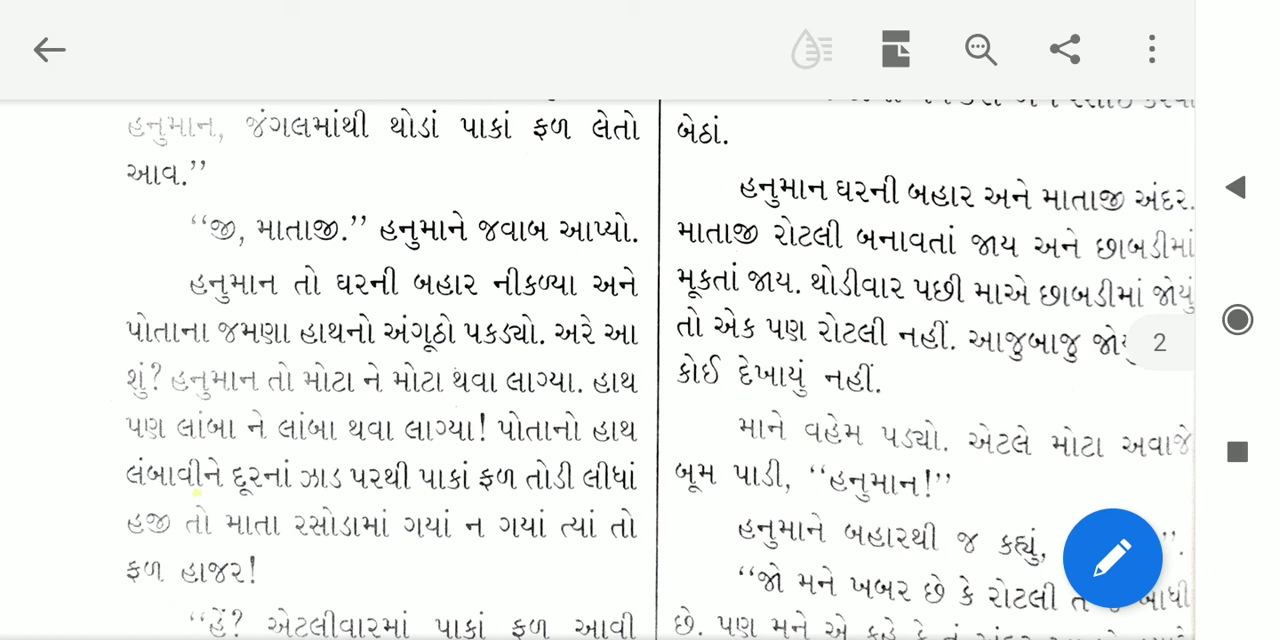 હનુમાન, જંગલમાંથી થોડાં પાકાં ફળ લેતો
આવ.’’
‘‘જી, માતાજી.’’ હનુમાને જવાબ આપ્યો.
હનુમાન તો ઘરની બહાર નીકળ્યા અને
પોતાના જમણા હાથનો અંગૂઠો પકડ્યો. અરે આ
શું? હનુમાન તો મોટા ને મોટા થવા લાગ્યા. હાથ
પણ લાંબા ને લાંબા થવા લાગ્યા! પોતાનો હાથ
લંબાવીને દૂરનાં ઝાડ પરથી પાકાં ફળ તોડી લીધાં
હજી તો માતા રસોડામાં ગયાં ન ગયાં ત્યાં તો
ફળ હાજર!
‘‘હેં? એટલીવારમાં પાકાં ફળ આવી
બેઠાં.
હનુમાન ઘરની બહાર અને માતાજી અંદર.
માતાજી રોટલી બનાવતાં જાય અને છાબડીમાં
મૂકતાં જાય. થોડીવાર પછી માએ છાબડીમાં જોયું
તો એક પણ રોટલી નહીં. આજુબાજુ
કોઈ દેખાયું નહીં.
માને વહેમ પડ્યો. એટલે મોટા અવાજે
બૂમ પાડી, ‘‘હનુમાન!’’
હનુમાને બહારથી જ કહ્યું,
‘‘જો મને ખબર છે કે રોટલી
છે. પણ મને એ કહે કે તું અંદર
2